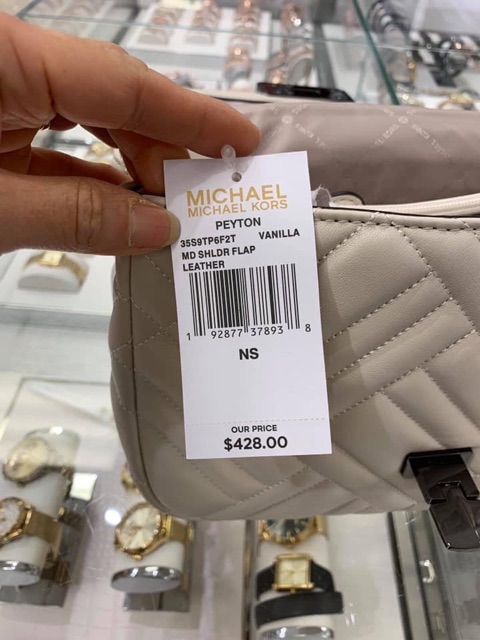 MICHAEL
MICHAEL KORS
PEYTON
35S9TP6F2T VANILLA
MD SHLDR FLAP
LEATHER
1 92877 37893 8
NS
OUR PRICE
$428.00